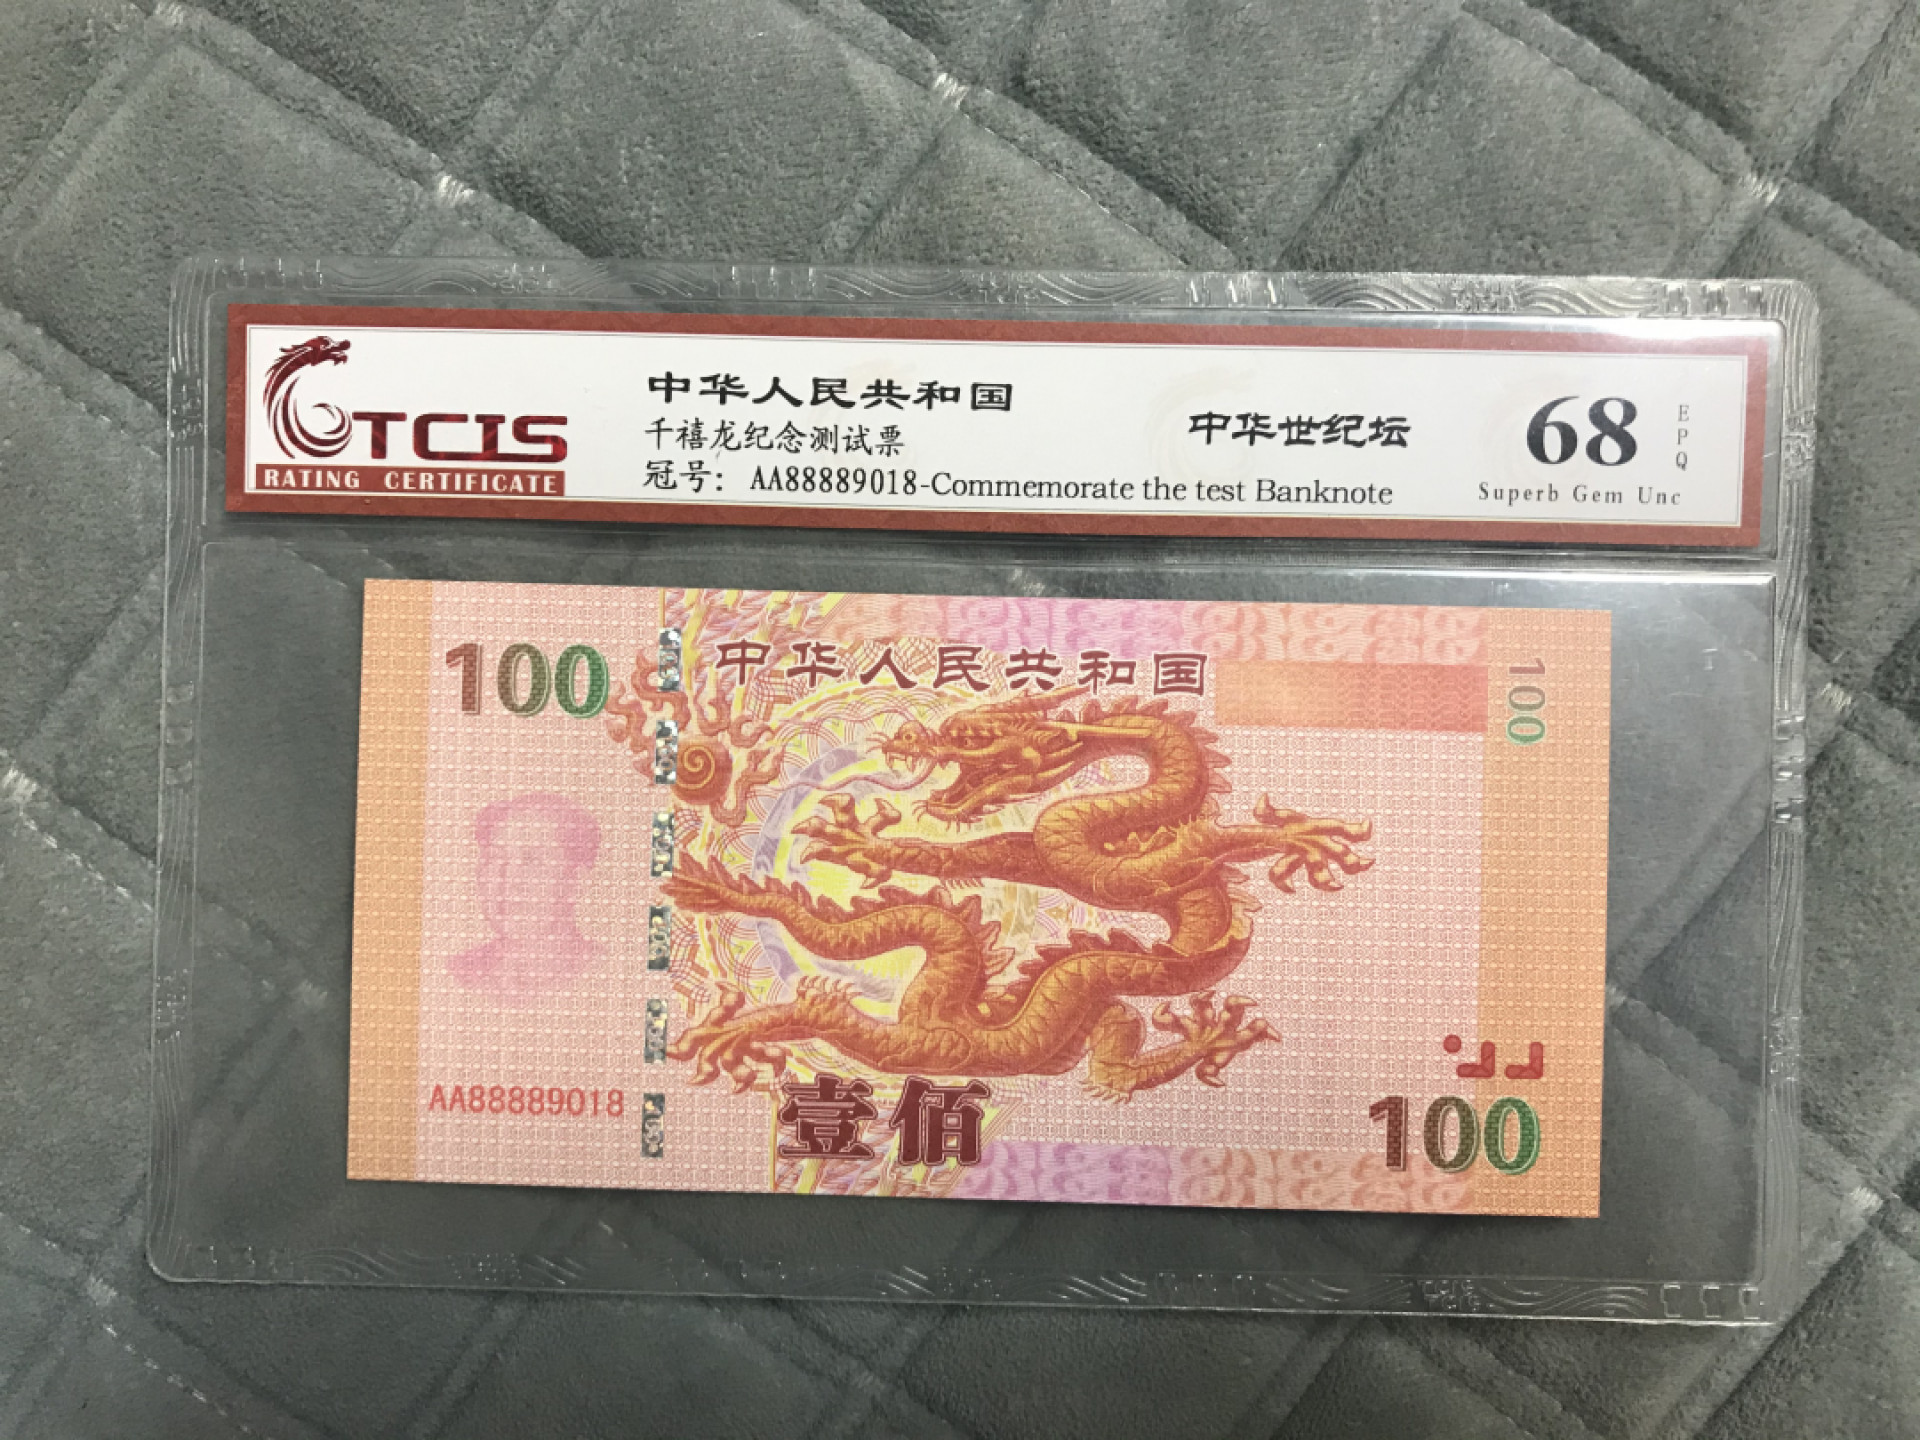 TCIS
RATING CERTIFICATE
中华人民共和国
千禧龙纪念测试票
冠号: AA88889018-Commemorate the test Banknote
中华世纪坛
68
EPQ
Superb Gem Unc
100
中华人民共和国
100
AA88889018
壹佰
100